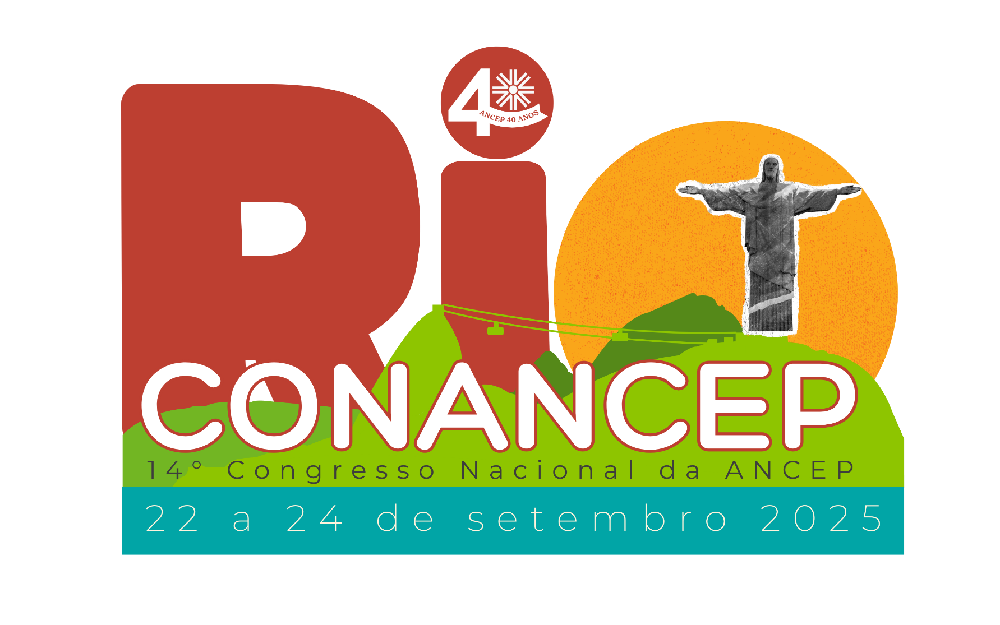 40
ANCEP 40 ANOS
Rio
CONANCEP
14° Congresso Nacional da ANCEP
22 a 24 de setembro 2025